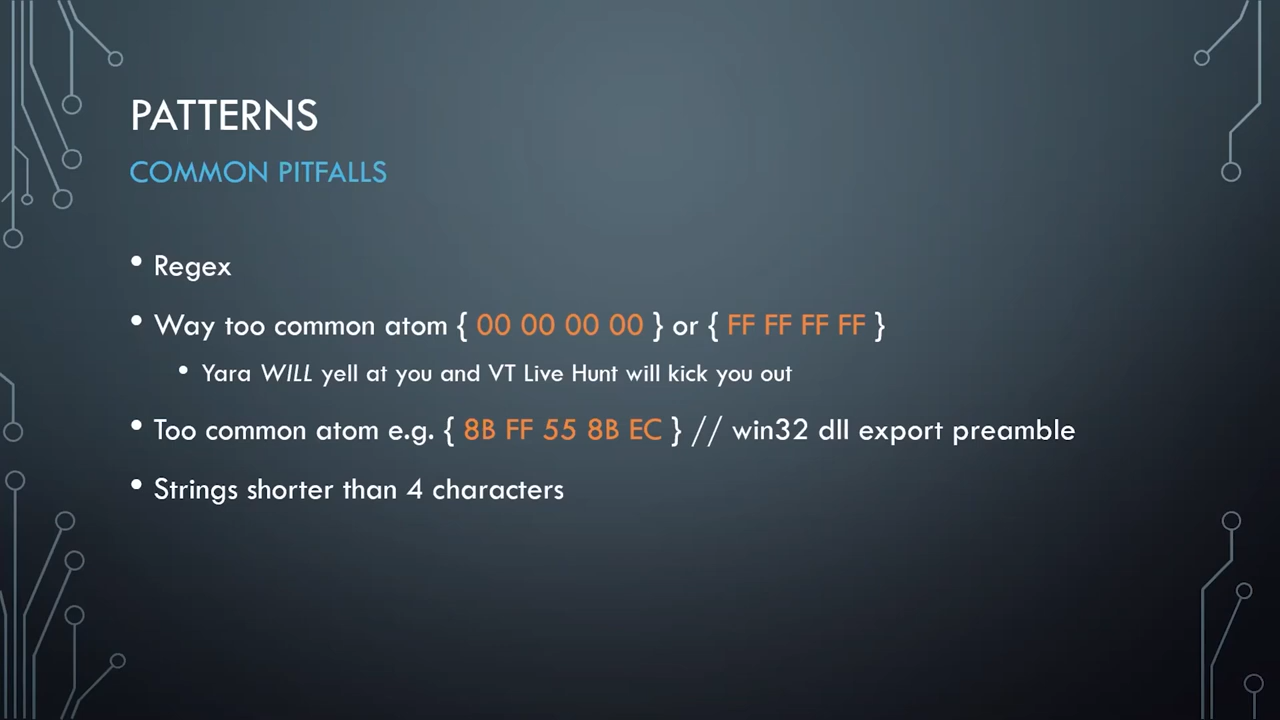 PATTERNS
COMMON PITFALLS
• Regex
• Way too common atom { 00 00 00 00 } or { FF FF FF FF }
• Yara WILL yell at you and VT Live Hunt will kick you out
• Too common atom e.g. { 8B FF 55 8B EC } // win32 dll export preamble
• Strings shorter than 4 characters